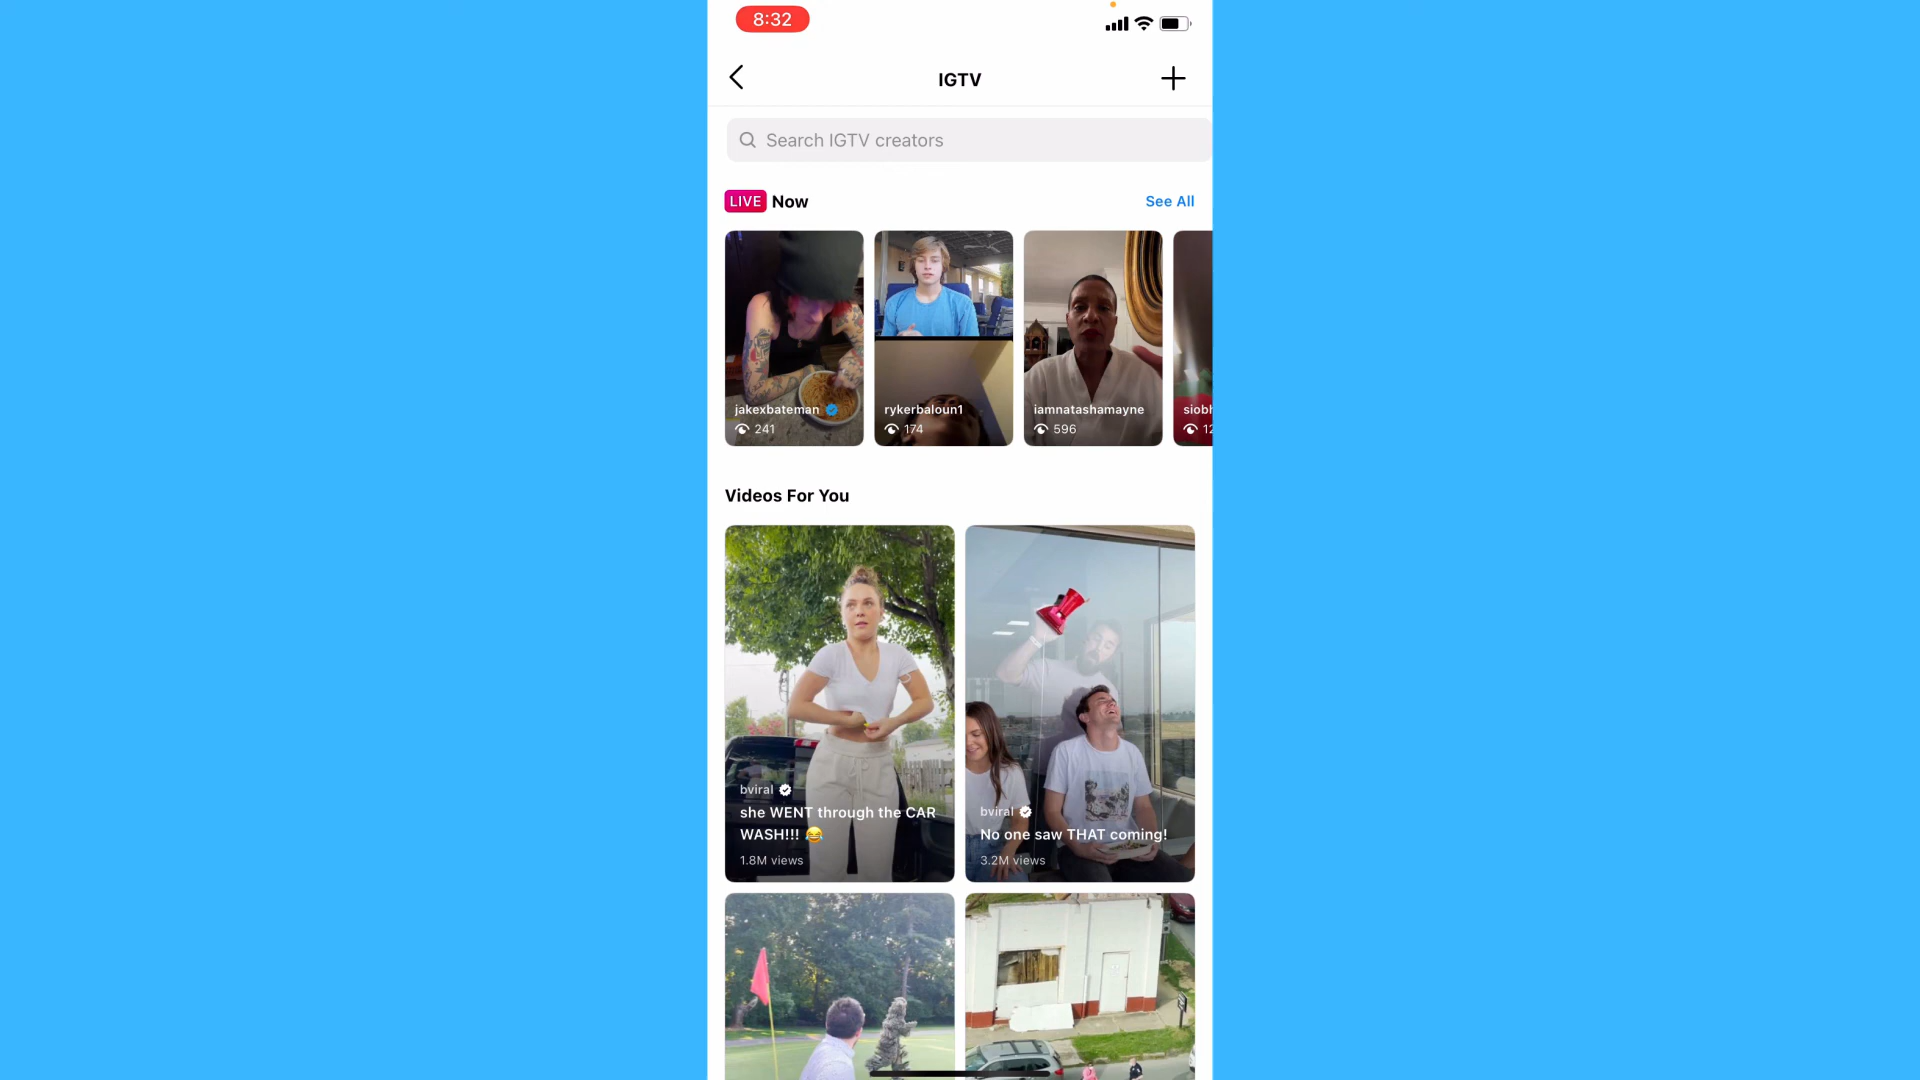 8:32
IGTV
Search IGTV creators
LIVE Now
See All
jakexbateman
241
rykerbaloun1
174
iamnatashamayne
596
siobh
12
Videos For You
bviral
she WENT through the CAR
WASH!!! 😂
1.8M views
bviral
No one saw THAT coming!
3.2M views